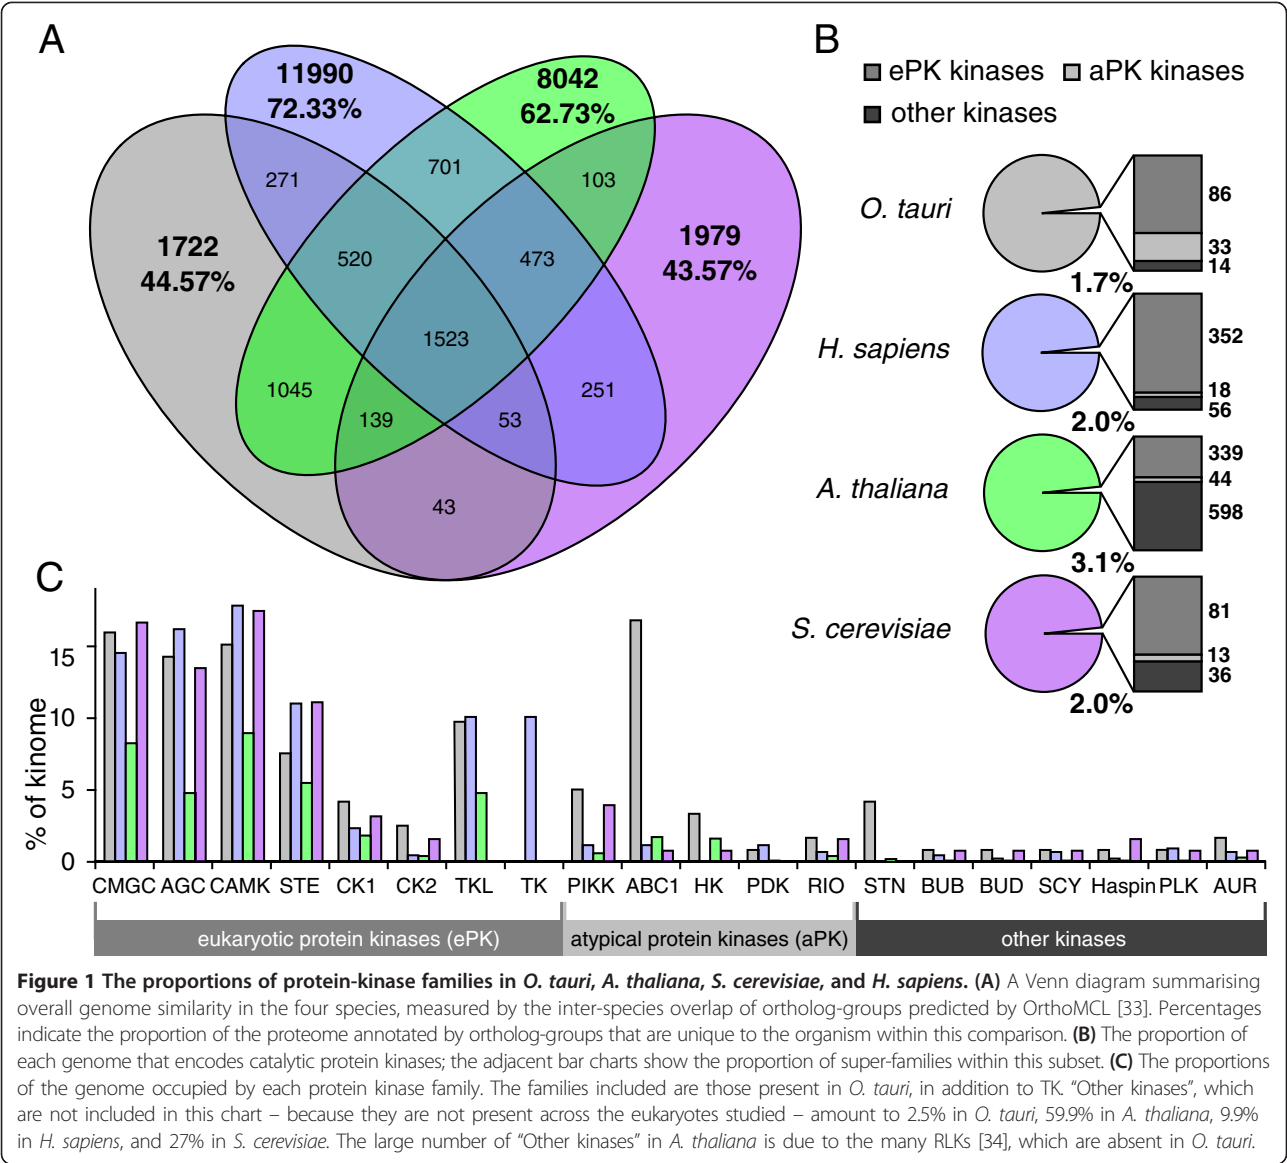 A
11990
72.33%
8042
62.73%
271
701
103
1722
44.57%
520
473
1979
43.57%
1523
1045
139
53
251
43
B
ePK kinases
aPK kinases
other kinases
O. tauri
86
33
14
1.7%
H. sapiens
352
18
56
2.0%
A. thaliana
339
44
598
3.1%
S. cerevisiae
81
13
36
2.0%
C
% of kinome
15
10
5
0
CMGC AGC CAMK STE CK1 CK2 TKL TK PIKK ABC1 HK PDK RIO STN BUB BUD SCY Haspin PLK AUR
eukaryotic protein kinases (ePK)
atypical protein kinases (aPK)
other kinases
Figure 1 The proportions of protein-kinase families in O. tauri, A. thaliana, S. cerevisiae, and H. sapiens. (A) A Venn diagram summarising
overall genome similarity in the four species, measured by the inter-species overlap of ortholog-groups predicted by OrthoMCL [33]. Percentages
indicate the proportion of the proteome annotated by ortholog-groups that are unique to the organism within this comparison. (B) The proportion of
each genome that encodes catalytic protein kinases; the adjacent bar charts show the proportion of super-families within this subset. (C) The proportions
of the genome occupied by each protein kinase family. The families included are those present in O. tauri, in addition to TK. “Other kinases”, which
are not included in this chart – because they are not present across the eukaryotes studied – amount to 2.5% in O. tauri, 59.9% in A. thaliana, 9.9%
in H. sapiens, and 27% in S. cerevisiae. The large number of “Other kinases” in A. thaliana is due to the many RLKs [34], which are absent in O. tauri.